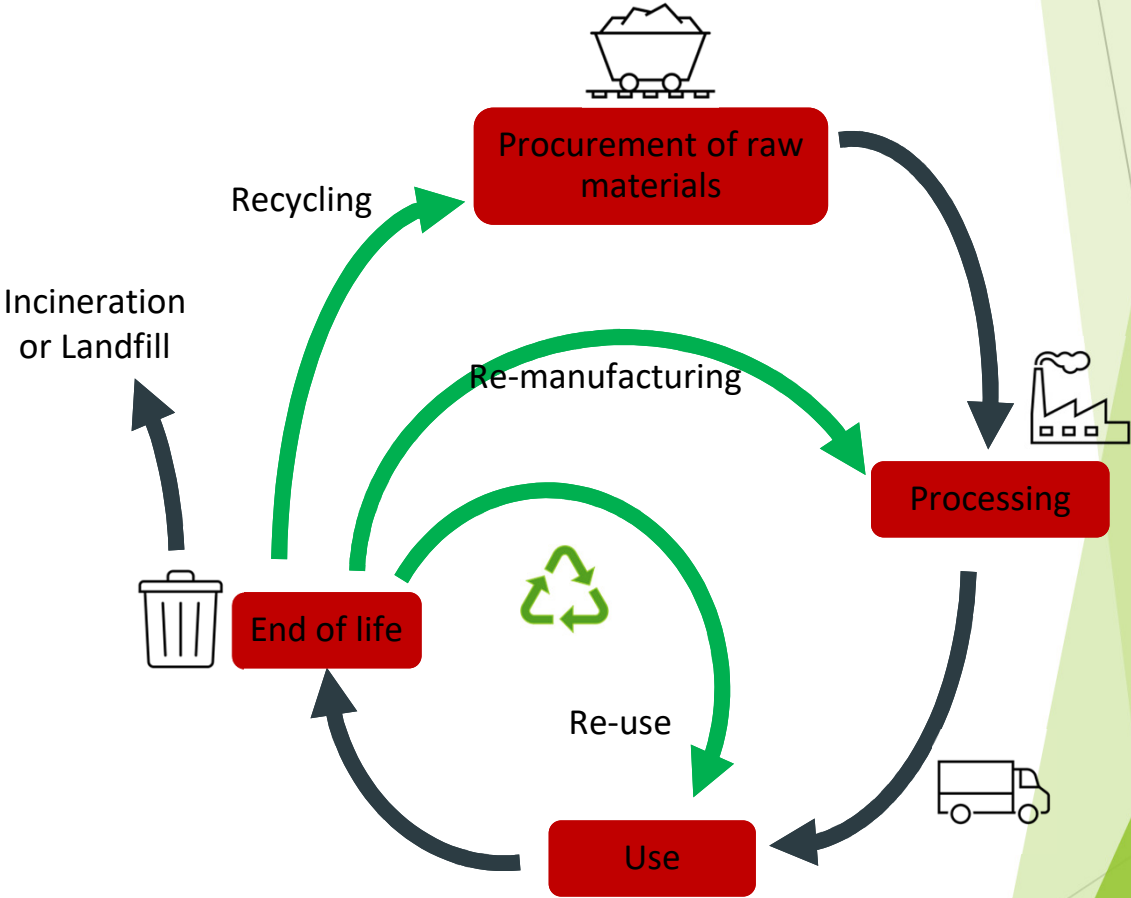 Procurement of raw
materials
Recycling
Incineration
or Landfill
Re-manufacturing
Processing
End of life
Re-use
Use